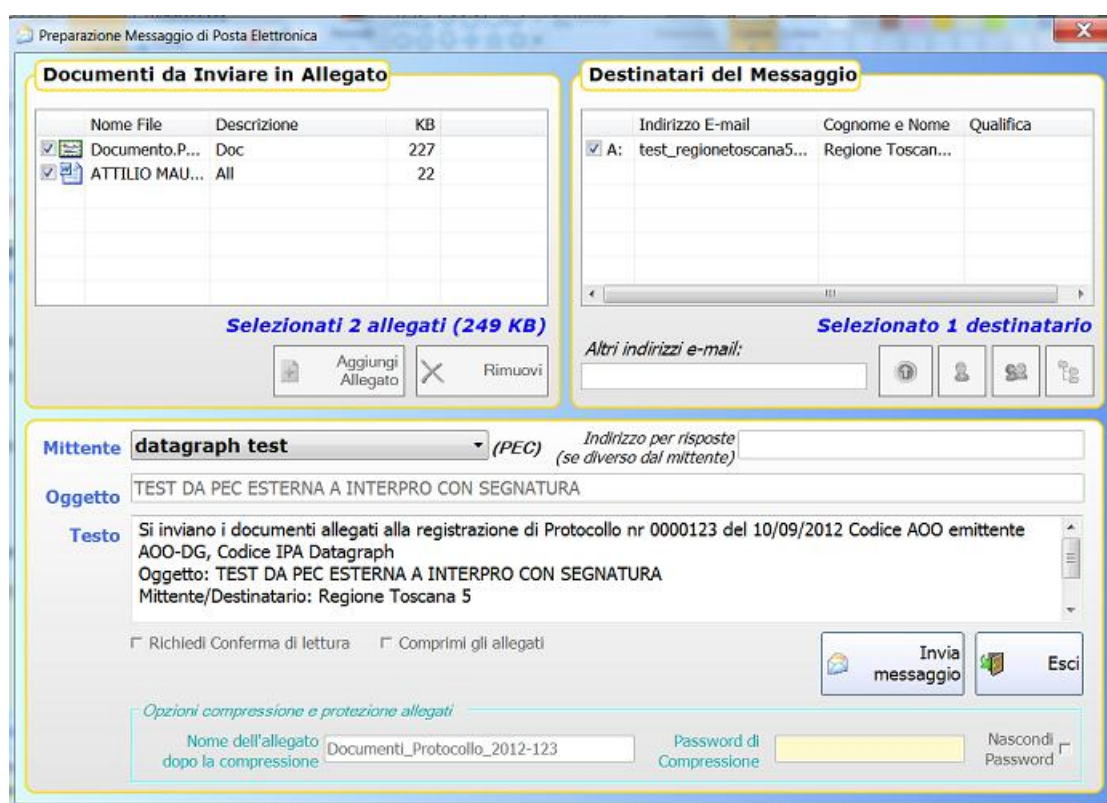 Preparazione Messaggio di Posta Elettronica
Documenti da Inviare in Allegato
Nome File Descrizione KB
Documento.P... Doc 227
ATTILIO MAU... All 22
Selezionati 2 allegati (249 KB)
Aggiungi
Allegato
Rimuovi
Destinatari del Messaggio
Indirizzo E-mail Cognome e Nome Qualifica
A: test_regionetoscana5... Regione Toscan...
Selezionato 1 destinatario
Altri indirizzi e-mail:
Mittente datagraph test (PEC) Indirizzo per risposte
(se diverso dal mittente)
Oggetto TEST DA PEC ESTERNA A INTERPRO CON SEGNATURA
Testo Si inviano i documenti allegati alla registrazione di Protocollo nr 0000123 del 10/09/2012 Codice AOO emittente
AOO-DG, Codice IPA Datagraph
Oggetto: TEST DA PEC ESTERNA A INTERPRO CON SEGNATURA
Mittente/Destinatario: Regione Toscana 5
Richiedi Conferma di lettura Comprimi gli allegati
Invia
messaggio
Esci
Opzioni compressione e protezione allegati
Nome dell'allegato
dopo la compressione
Documenti_Protocollo_2012-123
Password di
Compressione
Nascondi
Password